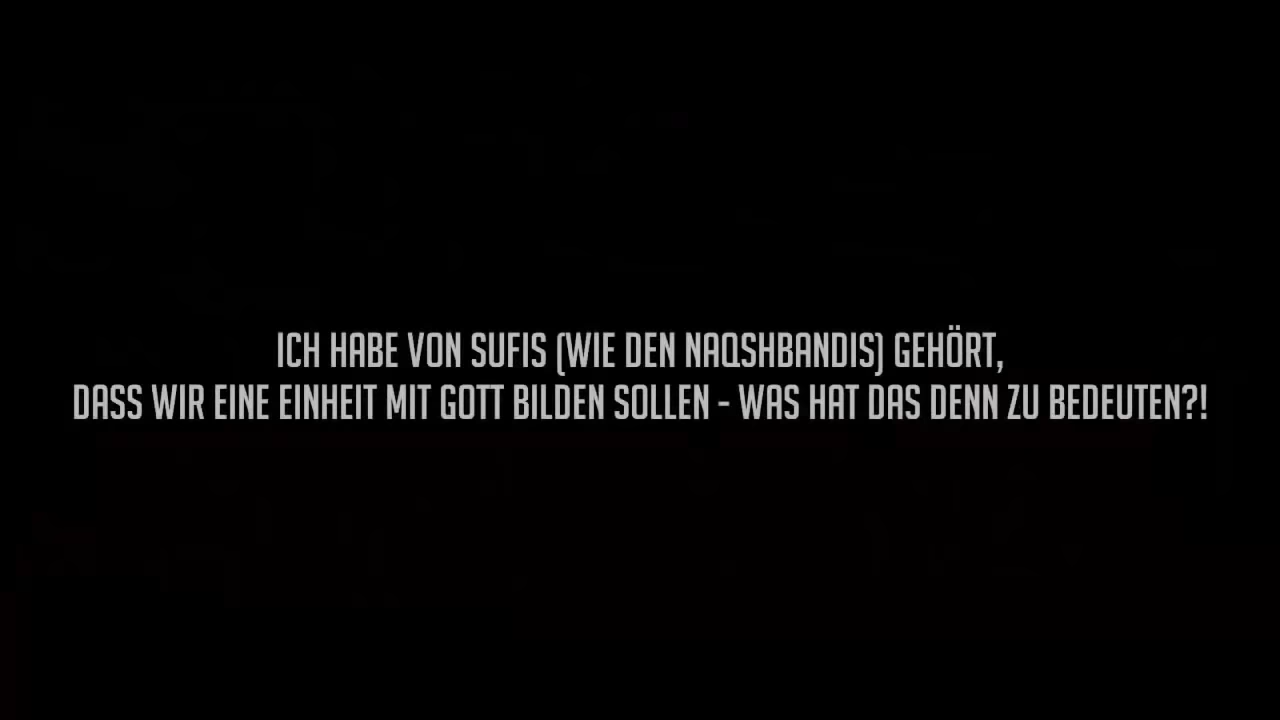 ICH HABE VON SUFIS (WIE DEN NAQSHBANDIS) GEHÖRT,
DASS WIR EINE EINHEIT MIT GOTT BILDEN SOLLEN - WAS HAT DAS DENN ZU BEDEUTEN?!